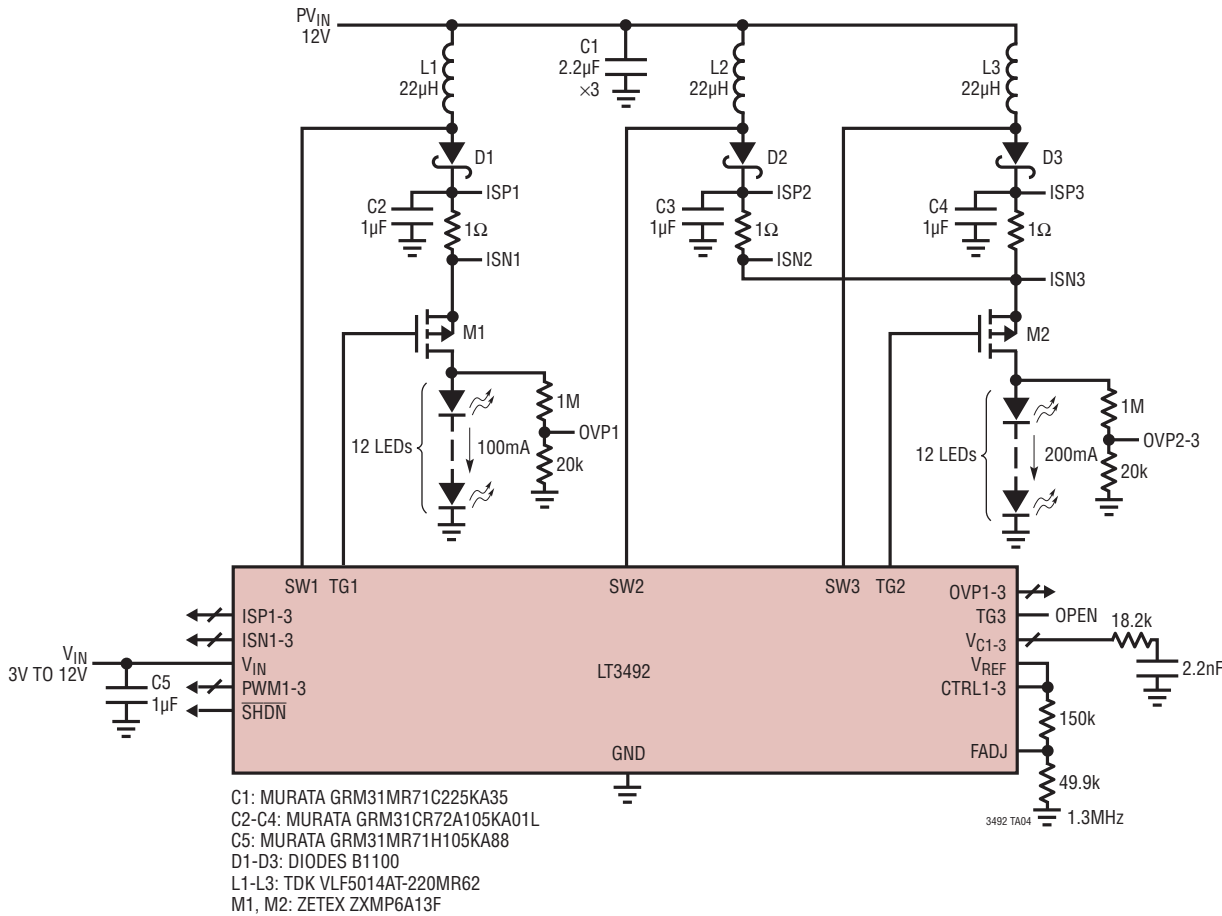 PVIN
12V
L1
22µH
C1
2.2µF
×3
L2
22µH
L3
22µH
D1
D2
D3
ISP1
ISP2
ISP3
C2
1µF
1Ω
C3
1µF
1Ω
C4
1µF
1Ω
ISN1
ISN2
ISN3
M1
M2
12 LEDs
100mA
1M
OVP1
20k
12 LEDs
200mA
1M
OVP2-3
20k
SW1
TG1
SW2
SW3
TG2
ISP1-3
ISN1-3
VIN
PWM1-3
SHDN
VIN
3V TO 12V
C5
1µF
LT3492
GND
OVP1-3
TG3
OPEN
VC1-3
VREF
CTRL1-3
FADJ
18.2k
2.2nF
150k
49.9k
1.3MHz
3492 TA04
C1: MURATA GRM31MR71C225KA35
C2-C4: MURATA GRM31CR72A105KA01L
C5: MURATA GRM31MR71H105KA88
D1-D3: DIODES B1100
L1-L3: TDK VLF5014AT-220MR62
M1, M2: ZETEX ZXMP6A13F